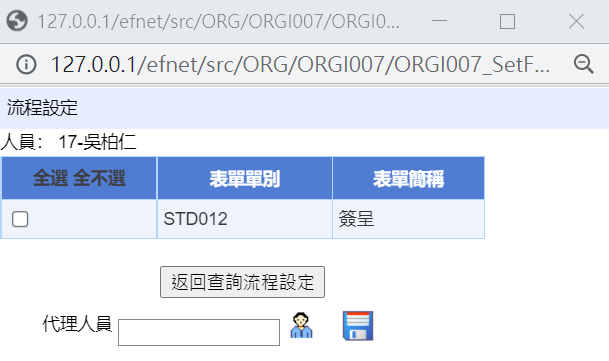 127.0.0.1/efnet/src/ORG/ORGI007/ORGI0...
127.0.0.1/efnet/src/ORG/ORGI007/ORGI007_SetF...
流程設定
人員: 17-吳柏仁
全選 全不選 表單單別 表單簡稱
STD012 簽呈
返回查詢流程設定
代理人員